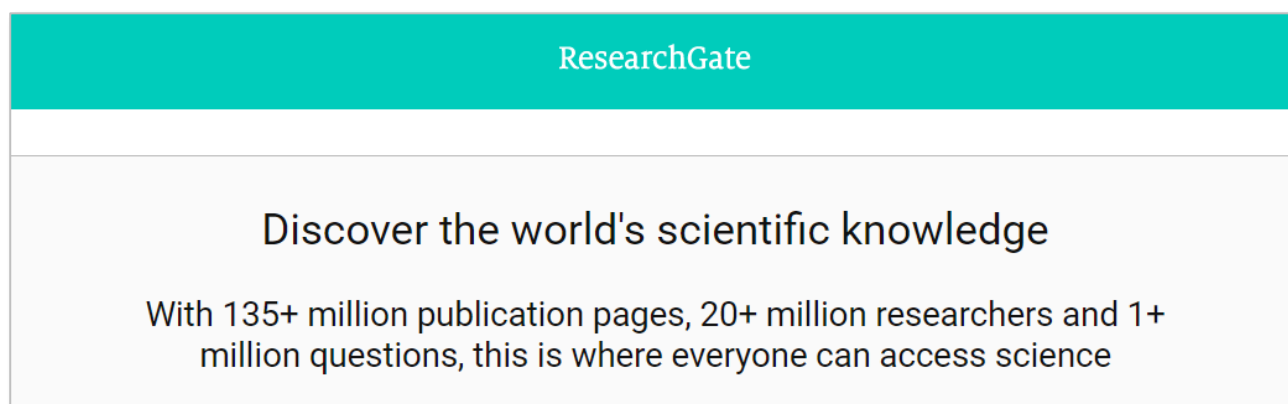 ResearchGate
Discover the world's scientific knowledge
With 135+ million publication pages, 20+ million researchers and 1+
million questions, this is where everyone can access science